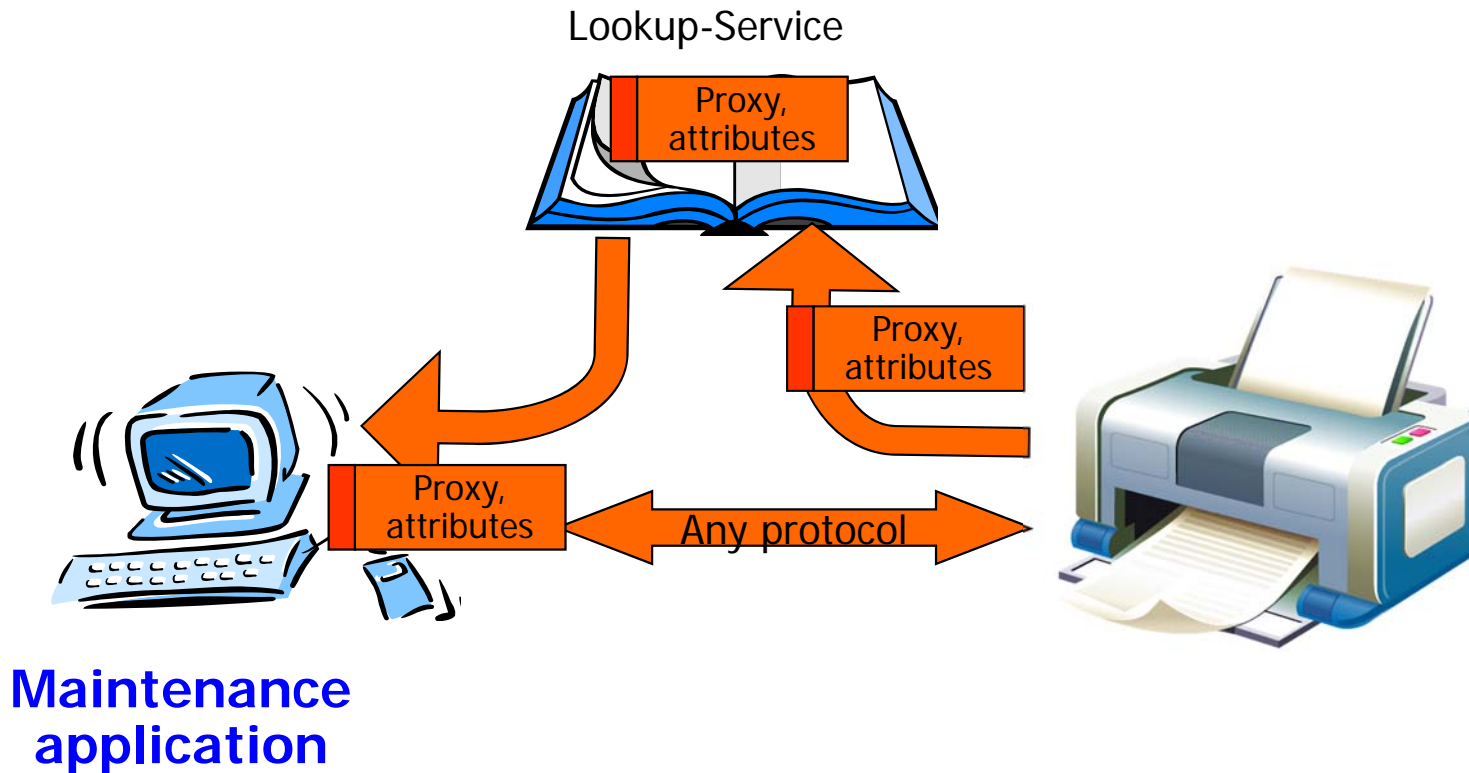 Lookup-Service
Proxy,
attributes
Proxy,
attributes
Proxy,
attributes
Any protocol
Maintenance
application